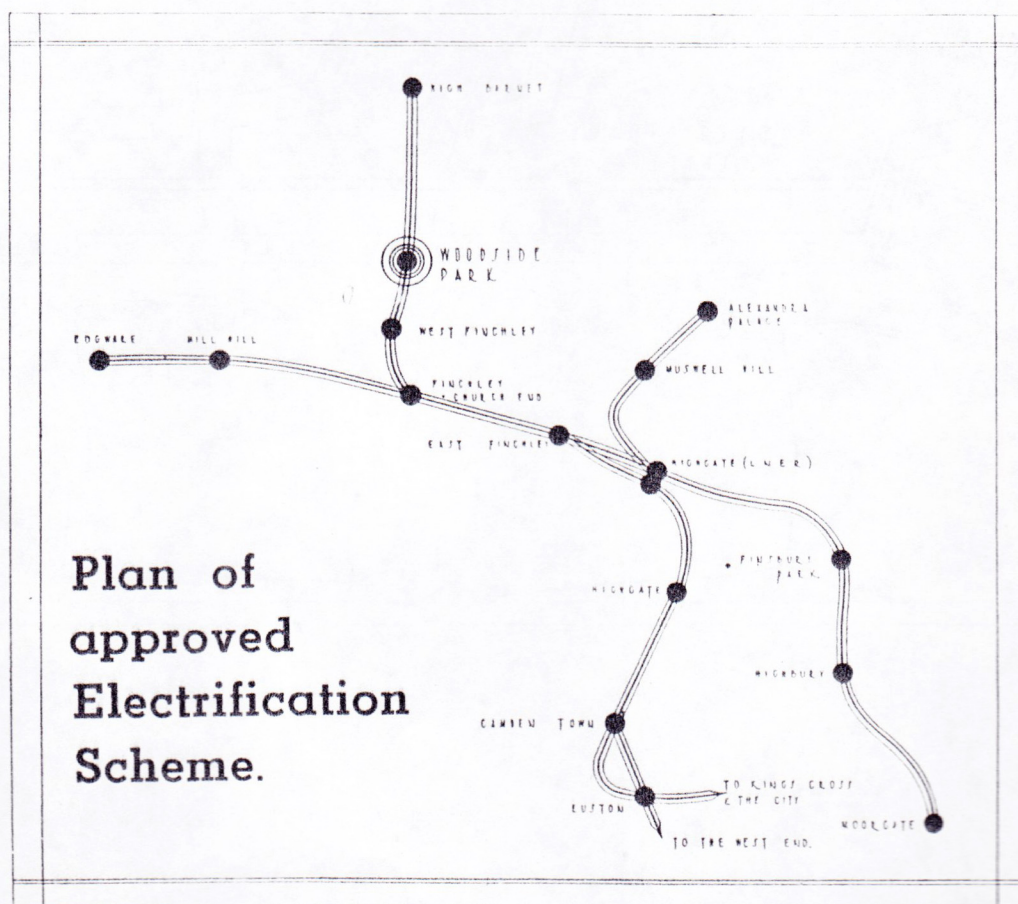 HIGH BARNET
WOODSIDE
PARK
ALEXANDRA
PALACE
WEST FINCHLEY
EDGWARE MILL HILL
MUSWELL HILL
FINCHLEY
CHURCH END
EAST FINCHLEY
HIGHGATE (L N E R)
Plan of
approved
Electrification
Scheme.
FINSBURY
PARK
HIGHGATE
HIGHBURY
CAMDEN TOWN
TO KINGS CROSS
& THE CITY
EUSTON
MOORGATE
TO THE WEST END.